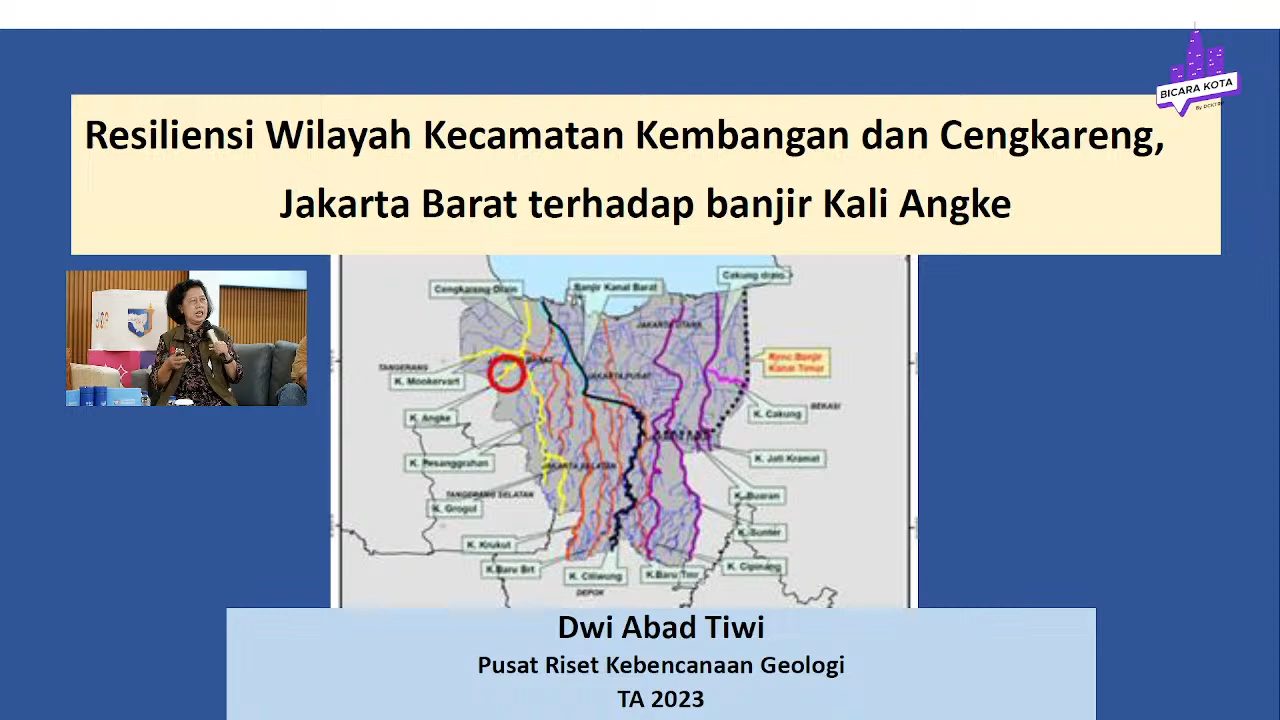 BICARA KOTA
Resiliensi Wilayah Kecamatan Kembangan dan Cengkareng,
Jakarta Barat terhadap banjir Kali Angke
Cengkareng Drain
Banjir Kanal Barat
Cakung drain
JAKARTA UTARA
TANGERANG
K. Mookervart
JAKARTA PUSAT
Rnc Banjir
Kanal Timur
K. Angke
K. Cakung
BEKASI
K. Pesanggrahan
JAKARTA SELATAN
K. Jati Kramat
TANGERANG SELATAN
K. Grogol
K. Buaran
K. Sunter
K. Krukut
K.Baru Brt
K. Ciliwung
K.Baru Tmr
K. Cipinang
DEPOK
Dwi Abad Tiwi
Pusat Riset Kebencanaan Geologi
TA 2023